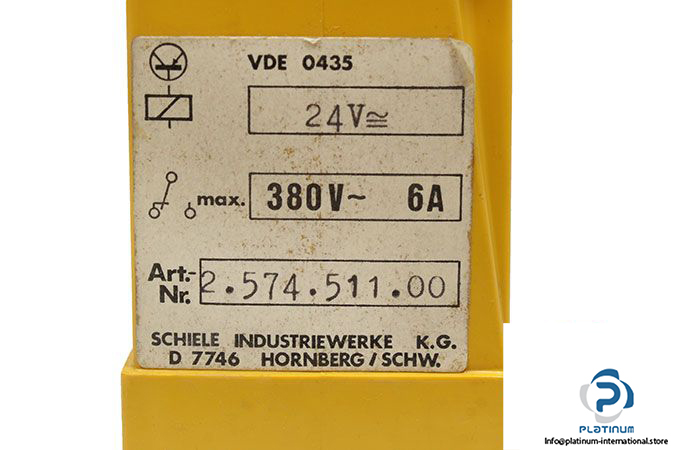 VDE 0435
24V≅
max. 380V~ 6A
Art.-
Nr. 2.574.511.00
SCHIELE INDUSTRIEWERKE K.G.
D 7746 HORNBERG/SCHW.
PLATINUM
Info@platinum-international.store